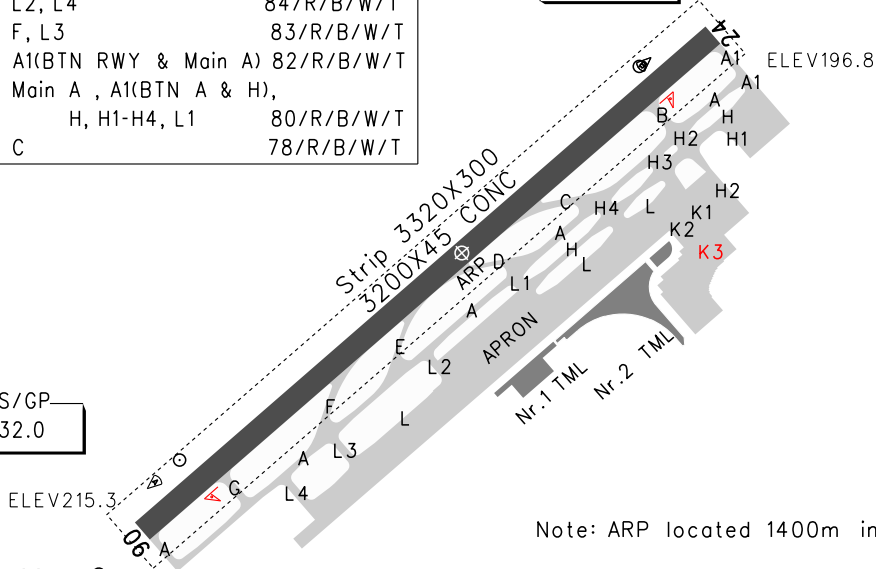 L2, L4 84/R/B/W/T
F, L3 83/R/B/W/T
A1(BTN RWY & Main A) 82/R/B/W/T
Main A , A1(BTN A & H),
H, H1-H4, L1 80/R/B/W/T
C 78/R/B/W/T
24
A1
ELEV196.8
A1
A
B
H
H2
H1
H3
H2
C
H4
L
K1
K2
A
H
K3
L
Strip 3320X300
3200X45 CONC
ARP
D
L1
A
APRON
E
L2
Nr.1 TML
Nr.2 TML
F
L
S/GP
32.0
L3
A
G
L4
ELEV215.3
06
A
Note: ARP located 1400m in